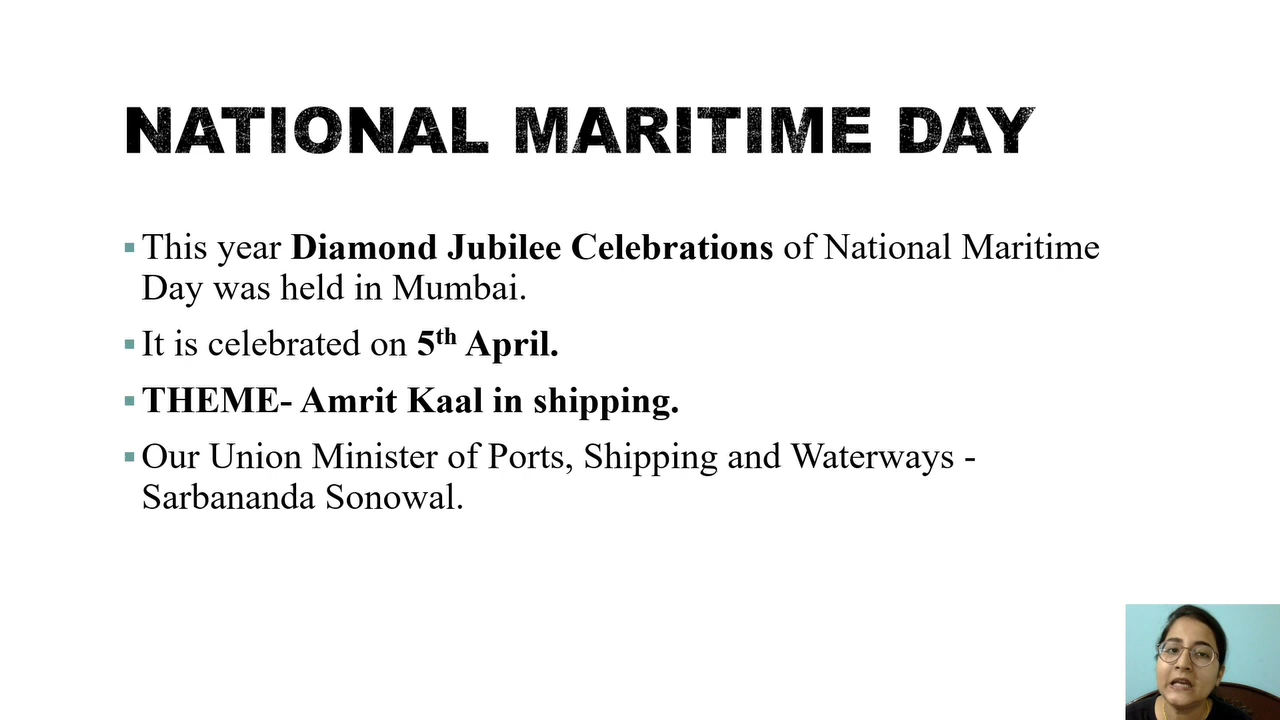 NATIONAL MARITIME DAY
▪ This year Diamond Jubilee Celebrations of National Maritime
Day was held in Mumbai.
▪ It is celebrated on 5th April.
▪ THEME- Amrit Kaal in shipping.
▪ Our Union Minister of Ports, Shipping and Waterways -
Sarbananda Sonowal.